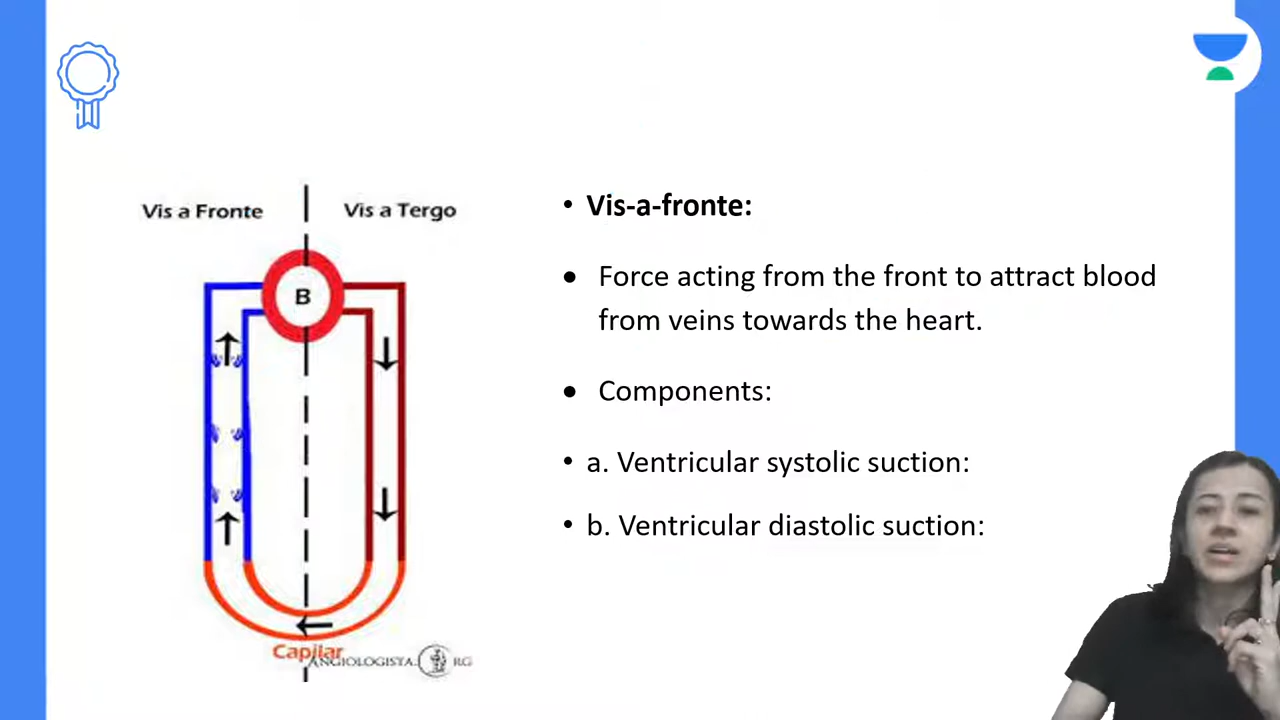 Vis a Fronte
Vis a Tergo
B
Capilar
ANGIOLOGISTA. RG
• Vis-a-fronte:
• Force acting from the front to attract blood
from veins towards the heart.
• Components:
• a. Ventricular systolic suction:
• b. Ventricular diastolic suction: